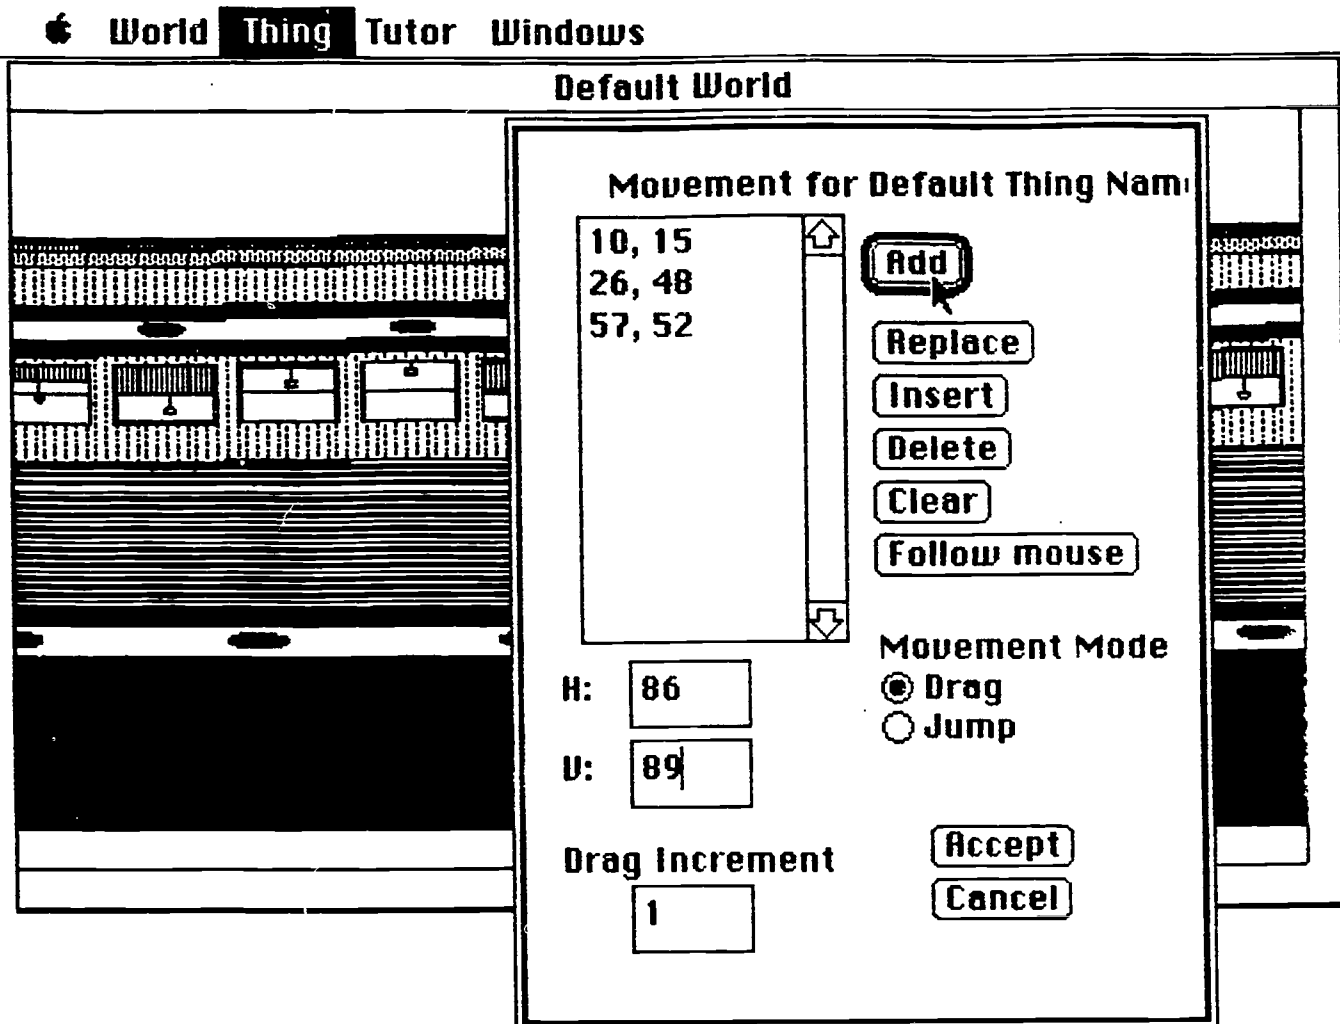 World Thing Tutor Windows
Default World
Movement for Default Thing Nam
10, 15
26, 48
57, 52
Add
Replace
Insert
Delete
Clear
Follow mouse
Movement Mode
Drag
Jump
H: 86
V: 89
Drag Increment
1
Accept
Cancel